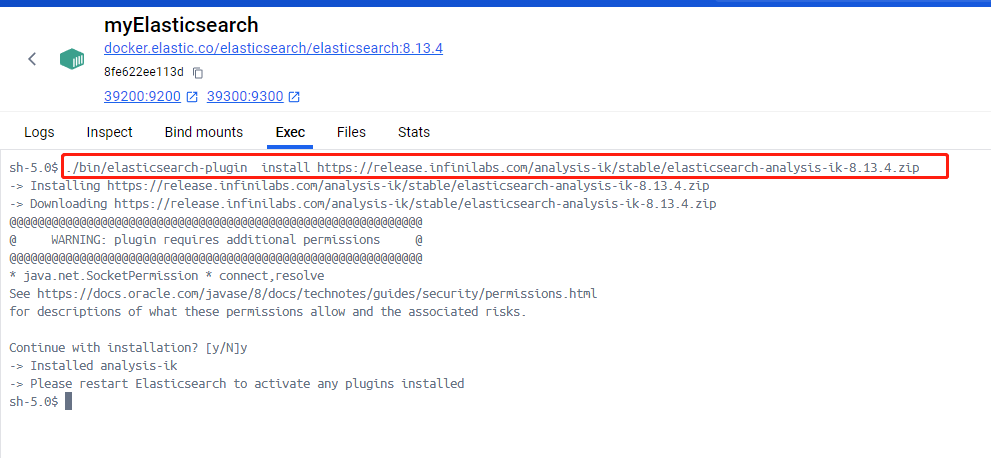 myElasticsearch
docker.elastic.co/elasticsearch/elasticsearch:8.13.4
8fe622ee113d
39200:9200 39300:9300
Logs Inspect Bind mounts Exec Files Stats
sh-5.0$ ./bin/elasticsearch-plugin  install https://release.infinilabs.com/analysis-ik/stable/elasticsearch-analysis-ik-8.13.4.zip
-> Installing https://release.infinilabs.com/analysis-ik/stable/elasticsearch-analysis-ik-8.13.4.zip
-> Downloading https://release.infinilabs.com/analysis-ik/stable/elasticsearch-analysis-ik-8.13.4.zip
@@@@@@@@@@@@@@@@@@@@@@@@@@@@@@@@@@@@@@@@@@@@@@@@@@@@@@@@@@@
@     WARNING: plugin requires additional permissions     @
@@@@@@@@@@@@@@@@@@@@@@@@@@@@@@@@@@@@@@@@@@@@@@@@@@@@@@@@@@@
* java.net.SocketPermission * connect,resolve
See https://docs.oracle.com/javase/8/docs/technotes/guides/security/permissions.html
for descriptions of what these permissions allow and the associated risks.
Continue with installation? [y/N]y
-> Installed analysis-ik
-> Please restart Elasticsearch to activate any plugins installed
sh-5.0$